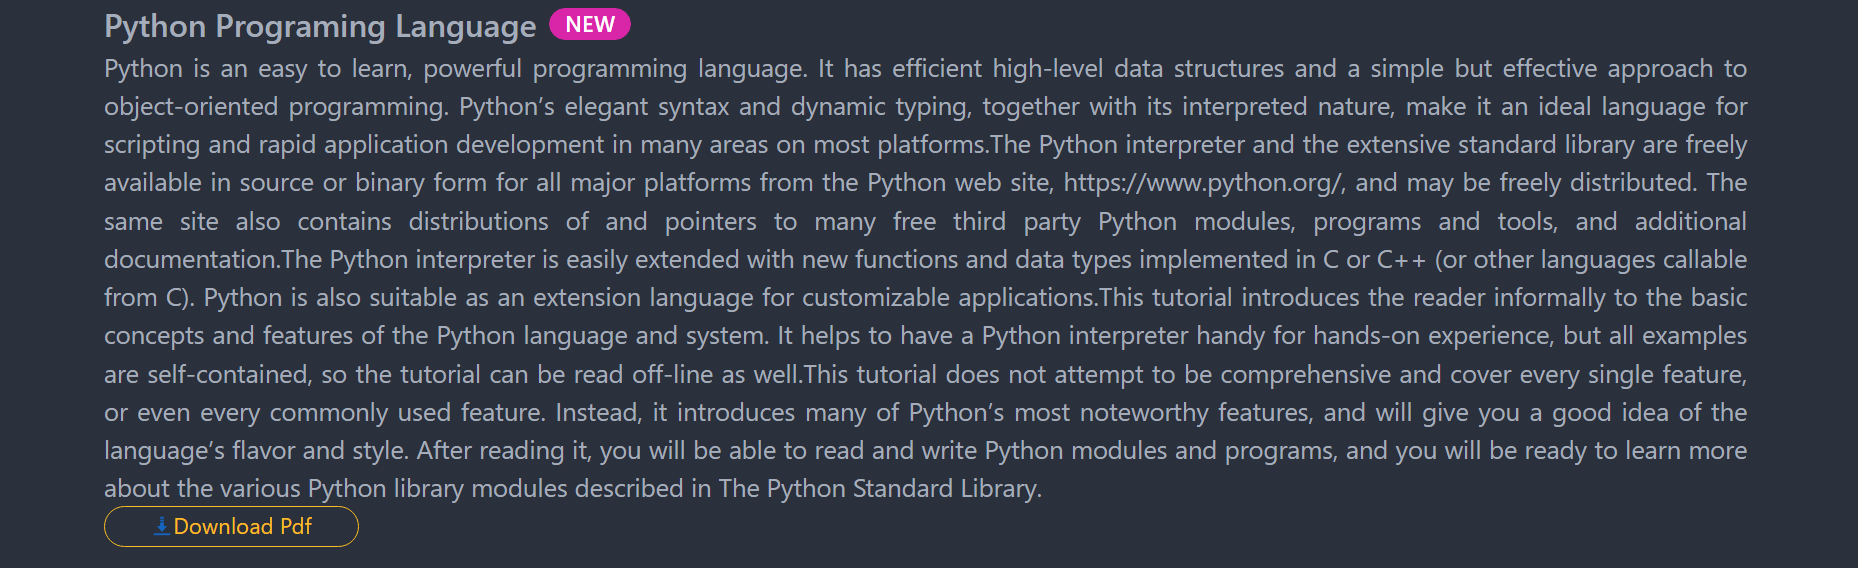 Python Programing Language NEW
Python is an easy to learn, powerful programming language. It has efficient high-level data structures and a simple but effective approach to
object-oriented programming. Python’s elegant syntax and dynamic typing, together with its interpreted nature, make it an ideal language for
scripting and rapid application development in many areas on most platforms.The Python interpreter and the extensive standard library are freely
available in source or binary form for all major platforms from the Python web site, https://www.python.org/, and may be freely distributed. The
same site also contains distributions of and pointers to many free third party Python modules, programs and tools, and additional
documentation.The Python interpreter is easily extended with new functions and data types implemented in C or C++ (or other languages callable
from C). Python is also suitable as an extension language for customizable applications.This tutorial introduces the reader informally to the basic
concepts and features of the Python language and system. It helps to have a Python interpreter handy for hands-on experience, but all examples
are self-contained, so the tutorial can be read off-line as well.This tutorial does not attempt to be comprehensive and cover every single feature,
or even every commonly used feature. Instead, it introduces many of Python’s most noteworthy features, and will give you a good idea of the
language’s flavor and style. After reading it, you will be able to read and write Python modules and programs, and you will be ready to learn more
about the various Python library modules described in The Python Standard Library.
Download Pdf